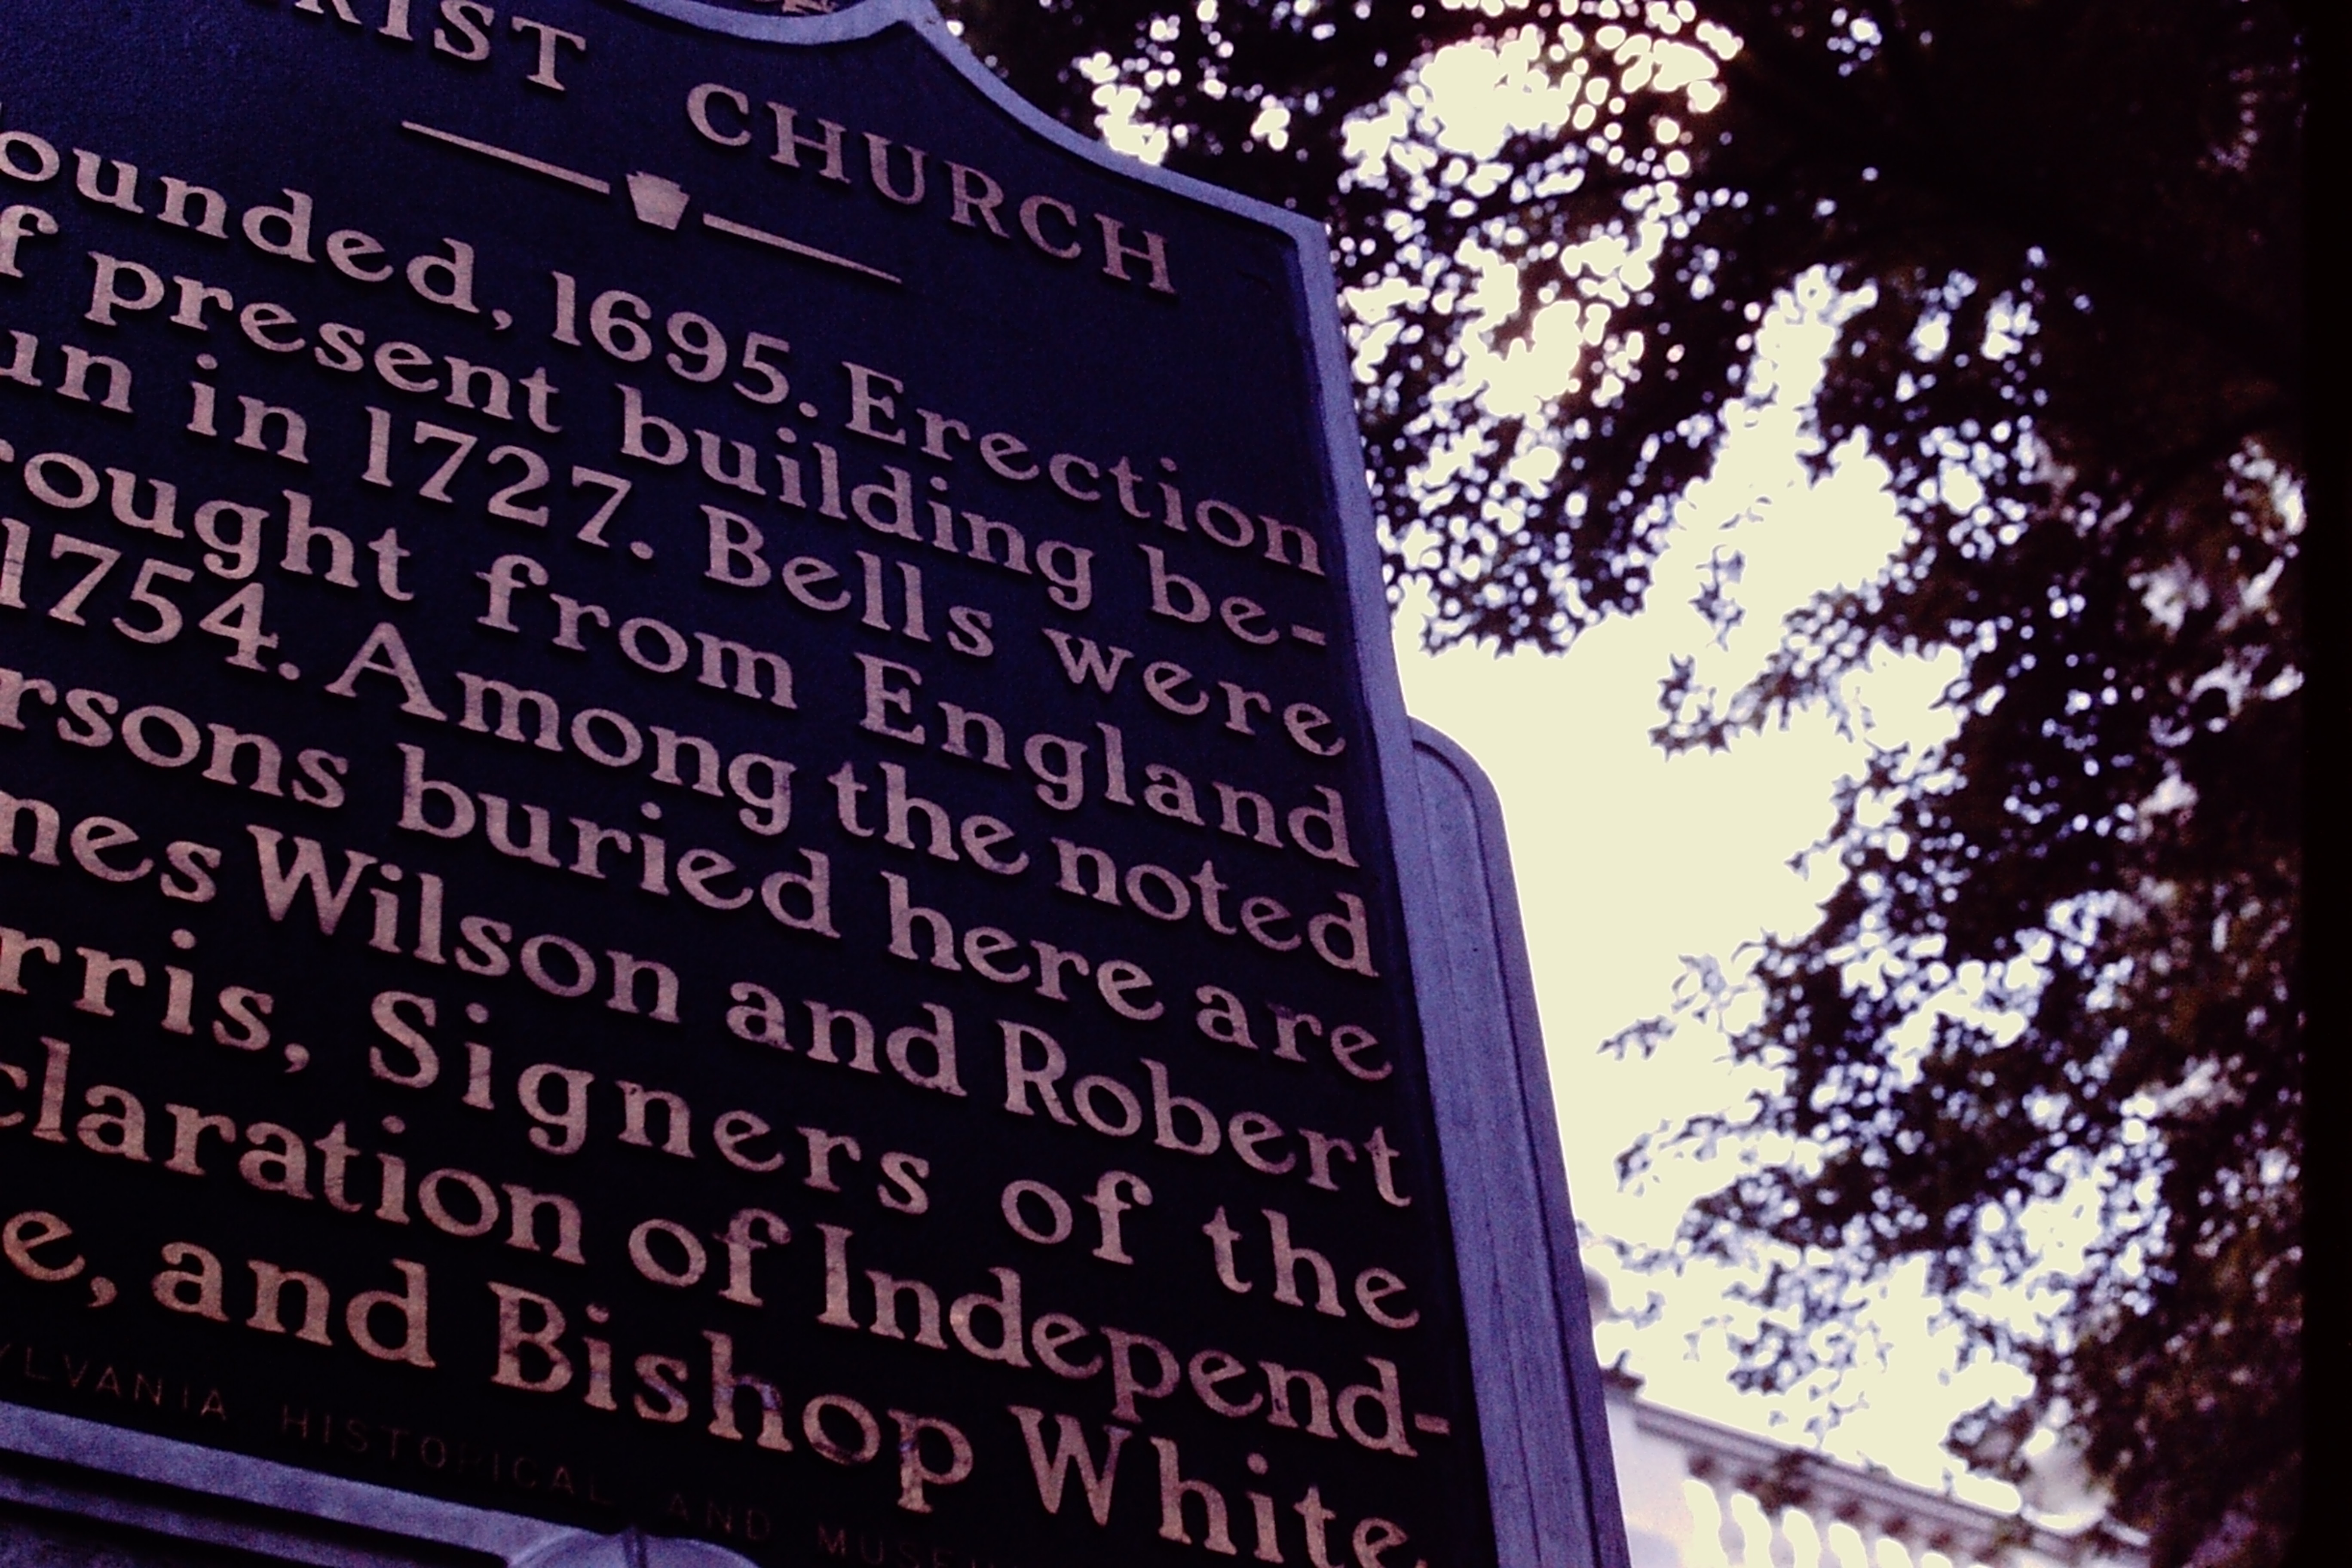 RIST CHURCH
ounded, 1695. Erection
f present building be-
un in 1727. Bells were
rought from England
1754. Among the noted
rsons buried here are
mes Wilson and Robert
rris, Signers of the
claration of Independ-
e, and Bishop White
YLVANIA HISTORICAL AND MUSEUM